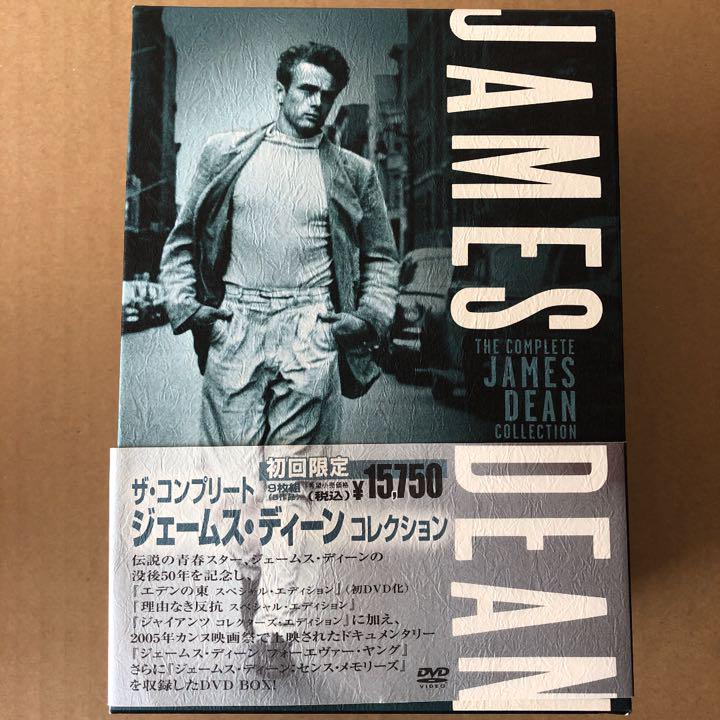 JAMES
DEAN
THE COMPLETE
JAMES
DEAN
COLLECTION
初回限定
ザ・コンプリート
9枚組
(5作品)
希望小売価格
(税込)
¥15,750
ジェームス・ディーン コレクション
伝説の青春スター、ジェームス・ディーンの
没後50年を記念し、
『エデンの東 スペシャル・エディション』(初DVD化)
『理由なき反抗 スペシャル・エディション』
『ジャイアンツ コレクターズ・エディション』に加え、
2005年カンヌ映画祭で上映されたドキュメンタリー
『ジェームス・ディーン フォーエヴァー・ヤング』
さらに『ジェームス・ディーン:センス・メモリーズ』
を収録したDVD BOX!
DVD
VIDEO